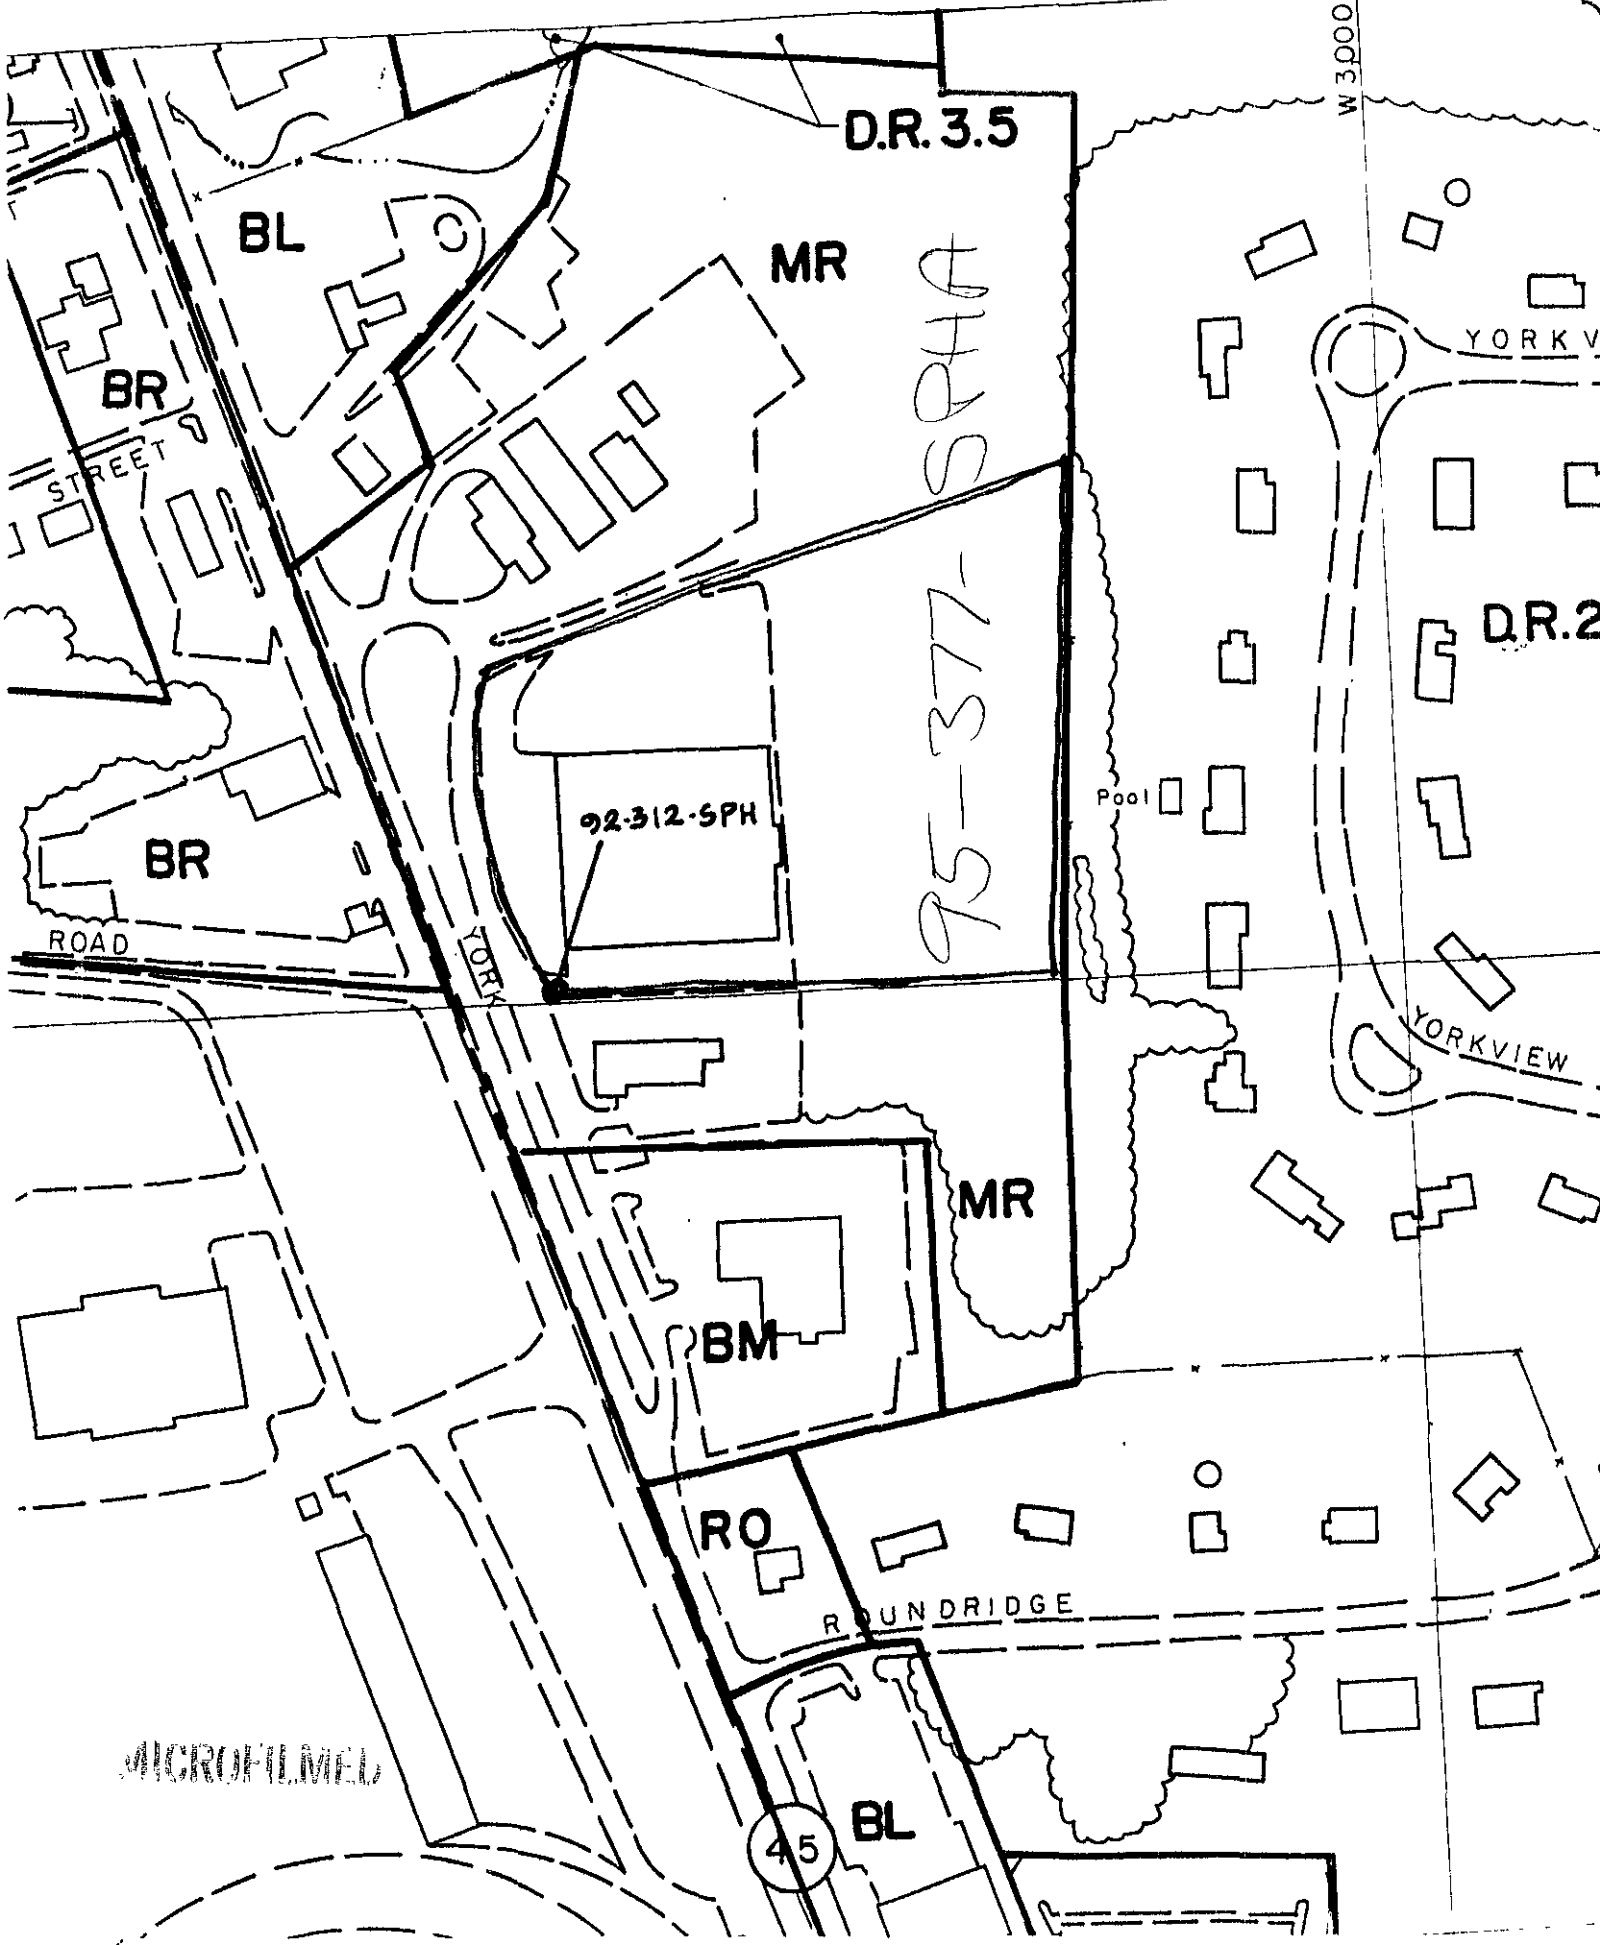 W 3000
D.R. 3.5
BL
MR
YORKV
BR
STREET
D.R. 2
95-377-SPHA
Pool
92-312-SPH
BR
ROAD
YORK
YORKVIEW
MR
BM
RO
ROUNDRIDGE
MICROFILMED
BL
45